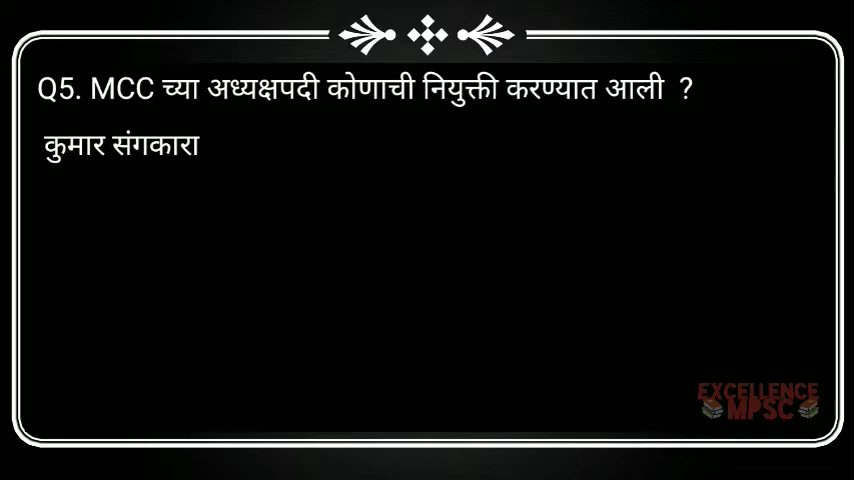 Q5. MCC च्या अध्यक्षपदी कोणाची नियुक्ती करण्यात आली ?
कुमार संगकारा
EXCELLENCE
MPSC